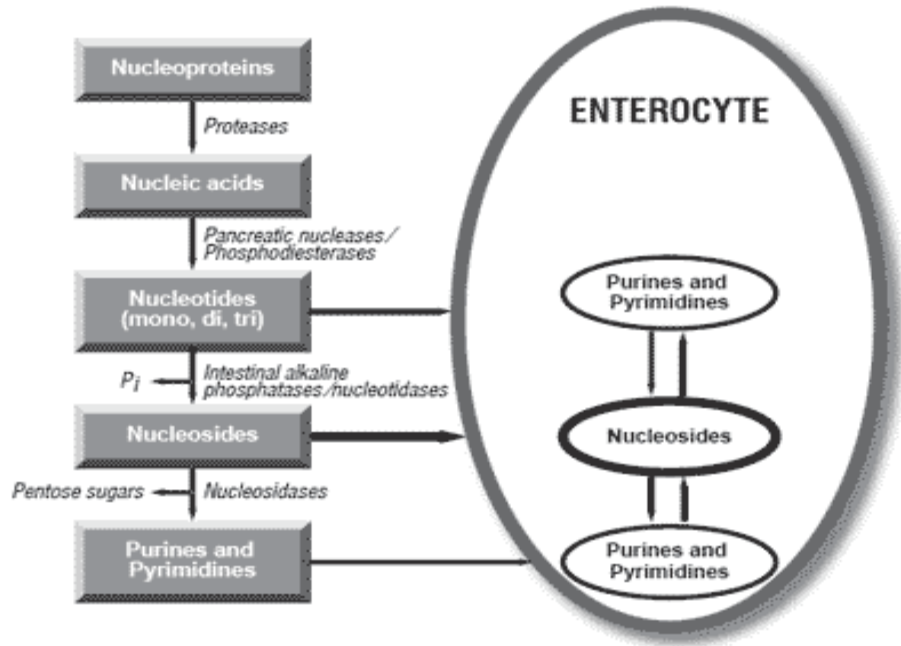 Nucleoproteins
Proteases
Nucleic acids
Pancreatic nucleases/
Phosphodiesterases
Nucleotides
(mono, di, tri)
Pi
Intestinal alkaline
phosphatases/nucleotidases
Nucleosides
Pentose sugars
Nucleosidases
Purines and
Pyrimidines
ENTEROCYTE
Purines and
Pyrimidines
Nucleosides
Purines and
Pyrimidines